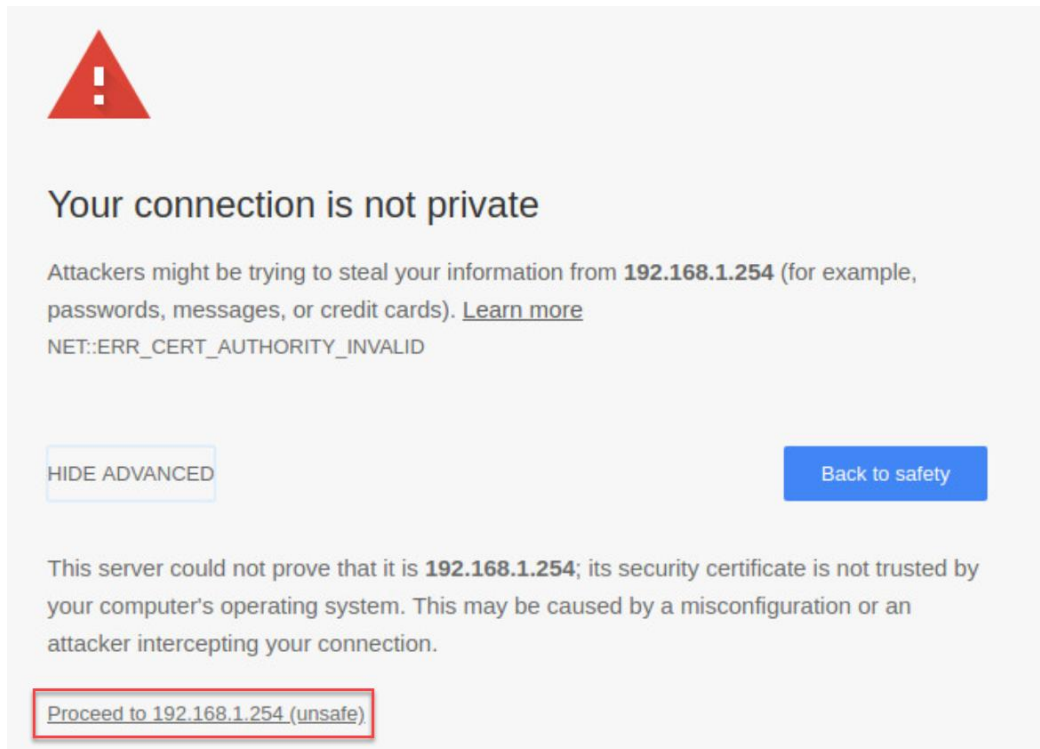 Your connection is not private
Attackers might be trying to steal your information from 192.168.1.254 (for example,
passwords, messages, or credit cards). Learn more
NET::ERR_CERT_AUTHORITY_INVALID
HIDE ADVANCED
Back to safety
This server could not prove that it is 192.168.1.254; its security certificate is not trusted by
your computer's operating system. This may be caused by a misconfiguration or an
attacker intercepting your connection.
Proceed to 192.168.1.254 (unsafe)